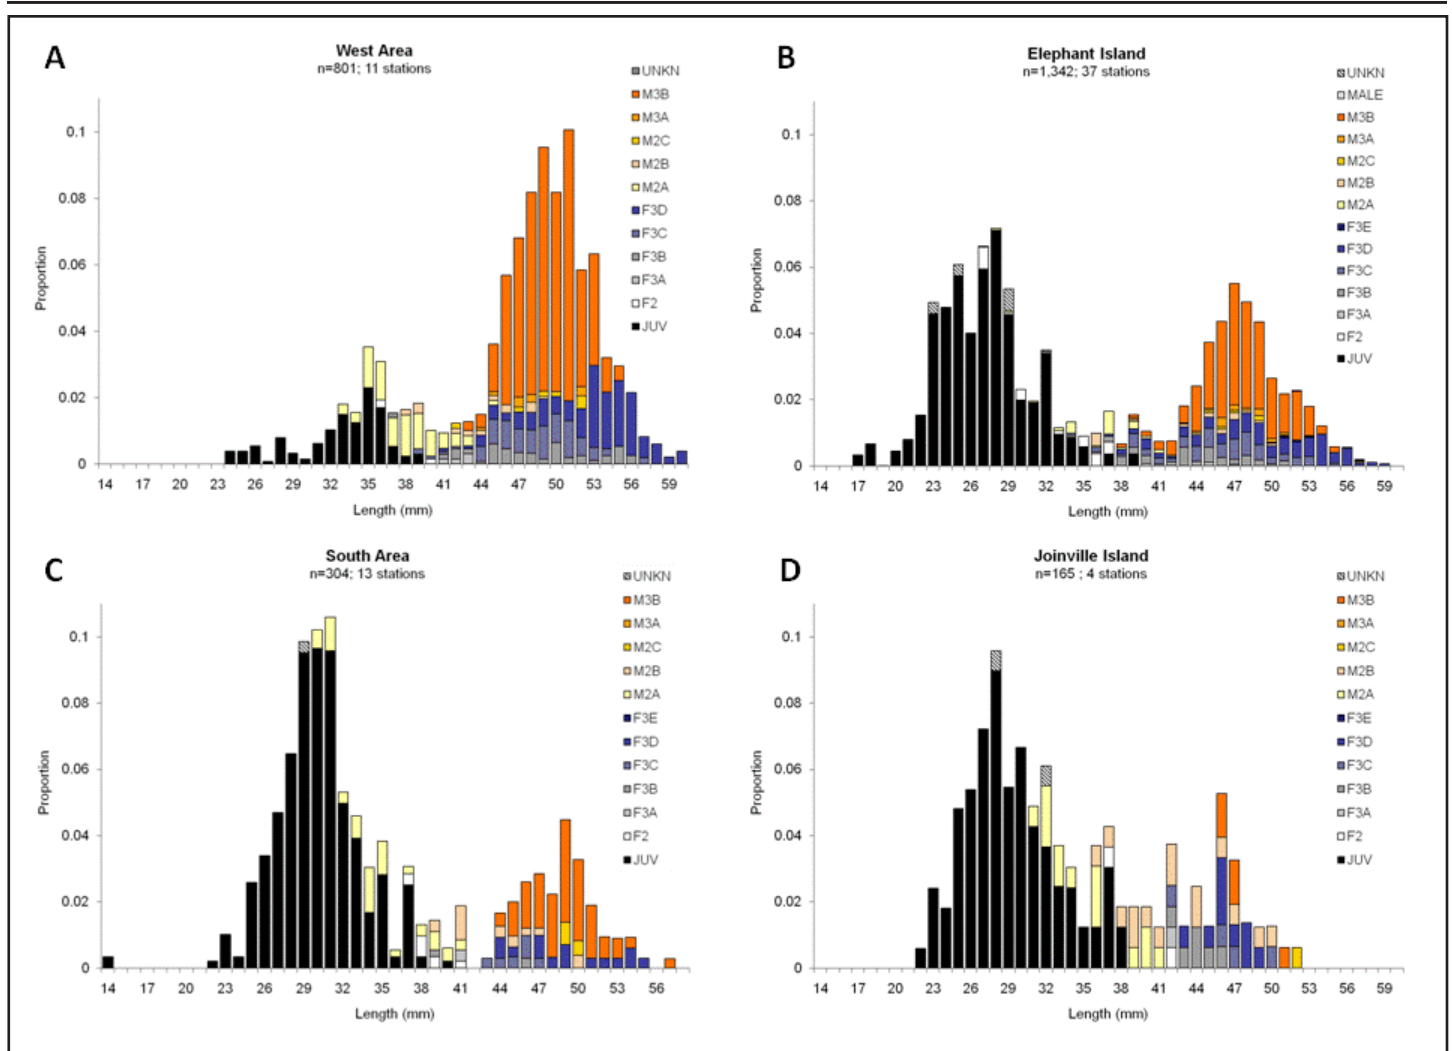 A
West Area
n=801; 11 stations
UNKN
M3B
M3A
M2C
M2B
M2A
F3D
F3C
F3B
F3A
F2
JUV
Proportion
0.1
0.08
0.06
0.04
0.02
0
14 17 20 23 26 29 32 35 38 41 44 47 50 53 56 59
Length (mm)
B
Elephant Island
n=1,342; 37 stations
UNKN
MALE
M3B
M3A
M2C
M2B
M2A
F3E
F3D
F3C
F3B
F3A
F2
JUV
Proportion
0.1
0.08
0.06
0.04
0.02
0
14 17 20 23 26 29 32 35 38 41 44 47 50 53 56 59
Length (mm)
C
South Area
n=304; 13 stations
UNKN
M3B
M3A
M2C
M2B
M2A
F3E
F3D
F3C
F3B
F3A
F2
JUV
Proportion
0.1
0.08
0.06
0.04
0.02
0
14 17 20 23 26 29 32 35 38 41 44 47 50 53 56
Length (mm)
D
Joinville Island
n=165 ; 4 stations
UNKN
M3B
M3A
M2C
M2B
M2A
F3E
F3D
F3C
F3B
F3A
F2
JUV
Proportion
0.1
0.08
0.06
0.04
0.02
0
14 17 20 23 26 29 32 35 38 41 44 47 50 53 56 59
Length (mm)